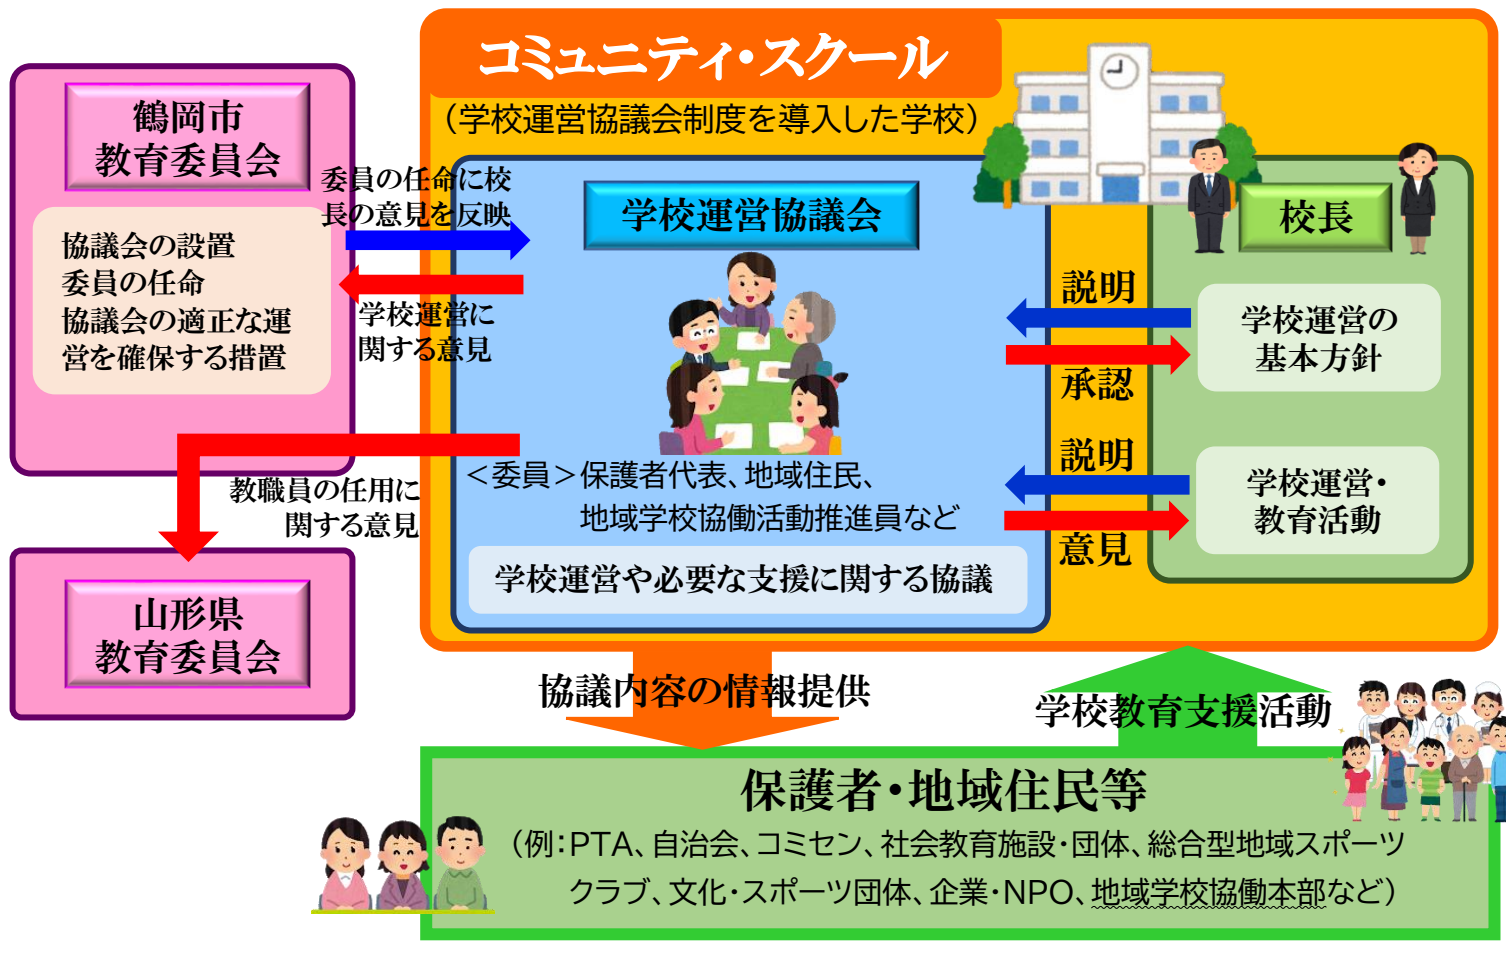 コミュニティ・スクール
（学校運営協議会制度を導入した学校）
鶴岡市
教育委員会
協議会の設置
委員の任命
協議会の適正な運
営を確保する措置
委員の任命に校
長の意見を反映
学校運営に
関する意見
教職員の任用に
関する意見
山形県
教育委員会
学校運営協議会
＜委員＞保護者代表、地域住民、
地域学校協働活動推進員など
学校運営や必要な支援に関する協議
説明
承認
説明
意見
校長
学校運営の
基本方針
学校運営・
教育活動
協議内容の情報提供
学校教育支援活動
保護者・地域住民等
（例：PTA、自治会、コミセン、社会教育施設・団体、総合型地域スポーツ
クラブ、文化・スポーツ団体、企業・NPO、地域学校協働本部など）